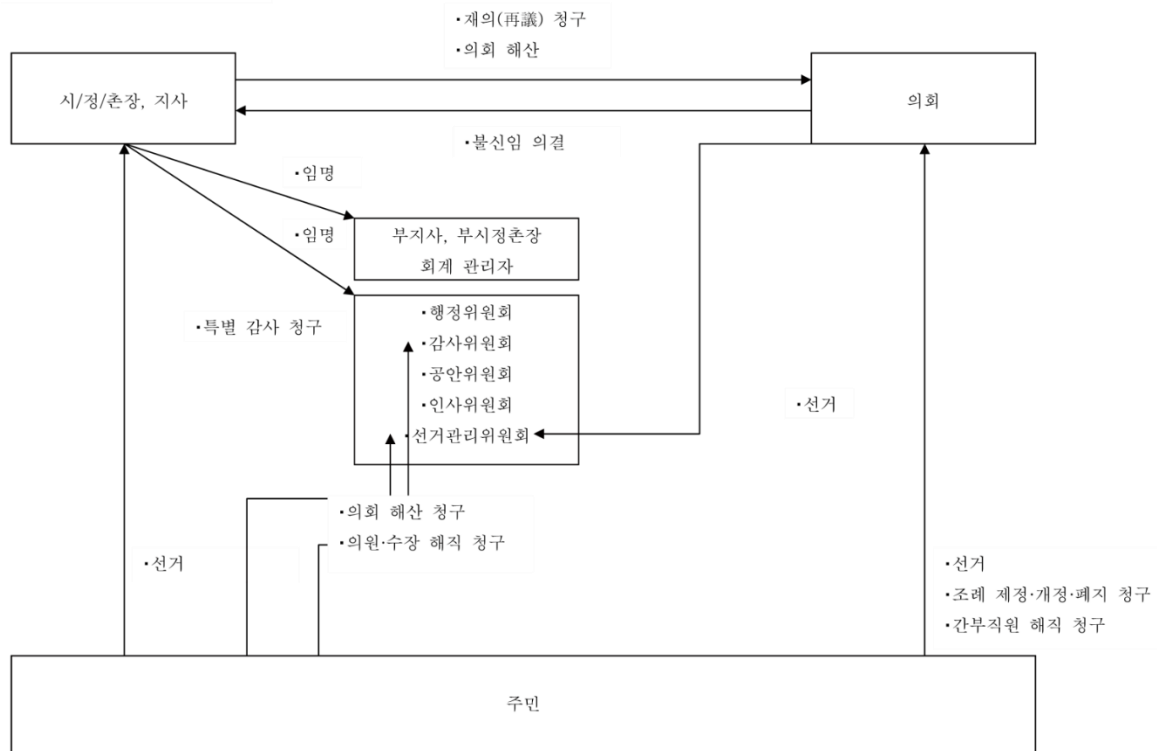 ▪재의(再議) 청구
▪의회 해산
시/정/촌장, 지사
의회
▪불신임 의결
▪임명
▪임명
부지사, 부시정촌장
회계 관리자
▪특별 감사 청구
▪행정위원회
▪감사위원회
▪공안위원회
▪인사위원회
▪선거관리위원회
▪선거
▪의회 해산 청구
▪의원·수장 해직 청구
▪선거
▪선거
▪조례 제정·개정·폐지 청구
▪간부직원 해직 청구
주민